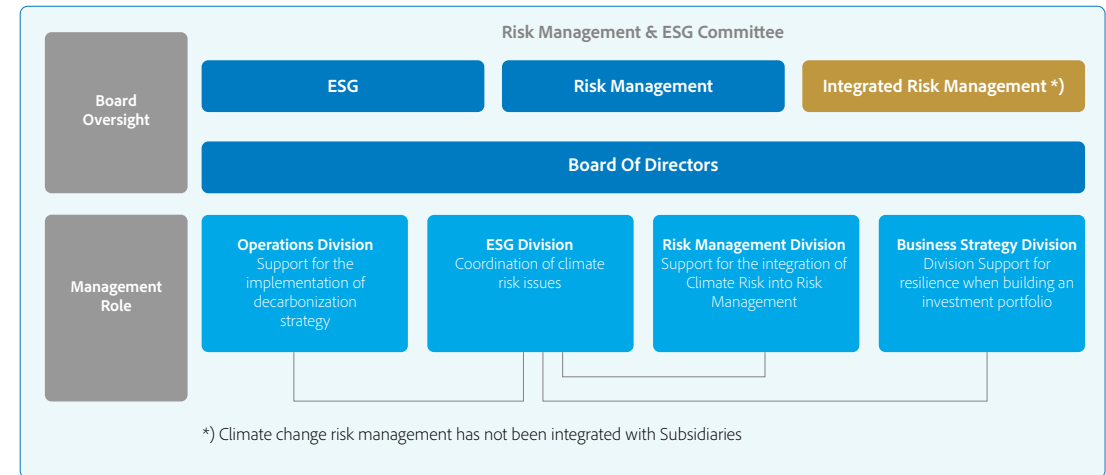 Risk Management & ESG Committee
Board
Oversight
ESG
Risk Management
Integrated Risk Management *)
Board Of Directors
Management
Role
Operations Division
Support for the
implementation of
decarbonization
strategy
ESG Division
Coordination of climate
risk issues
Risk Management Division
Support for the integration of
Climate Risk into Risk
Management
Business Strategy Division
Division Support for
resilience when building an
investment portfolio
*) Climate change risk management has not been integrated with Subsidiaries